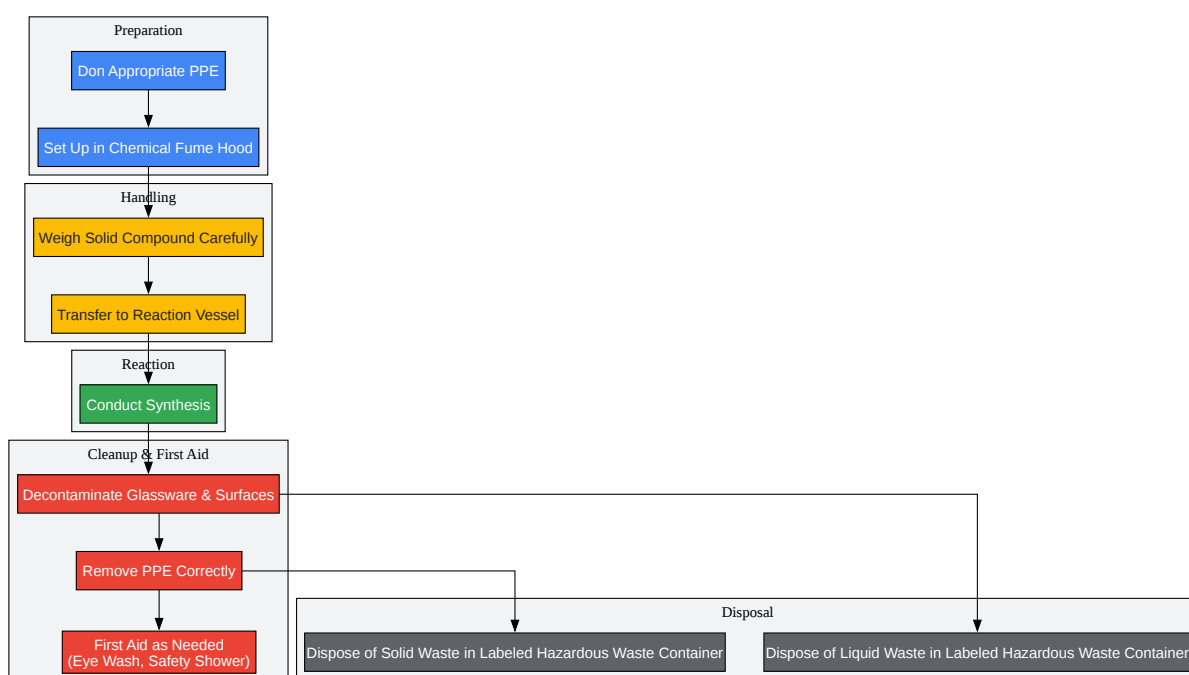 Preparation
Don Appropriate PPE
Set Up in Chemical Fume Hood
Handling
Weigh Solid Compound Carefully
Transfer to Reaction Vessel
Reaction
Conduct Synthesis
Cleanup & First Aid
Decontaminate Glassware & Surfaces
Remove PPE Correctly
First Aid as Needed
(Eye Wash, Safety Shower)
Disposal
Dispose of Solid Waste in Labeled Hazardous Waste Container
Dispose of Liquid Waste in Labeled Hazardous Waste Container